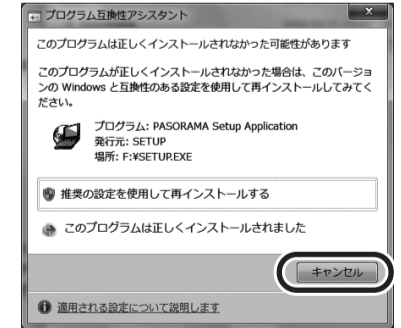 プログラム互換性アシスタント
このプログラムは正しくインストールされなかった可能性があります
このプログラムが正しくインストールされなかった場合は、このバージョ
ンの Windows と互換性のある設定を使用して再インストールしてみてく
ださい。
プログラム: PASORAMA Setup Application
発行元: SETUP
場所: F:¥SETUP.EXE
推奨の設定を使用して再インストールする
このプログラムは正しくインストールされました
キャンセル
適用される設定について説明します